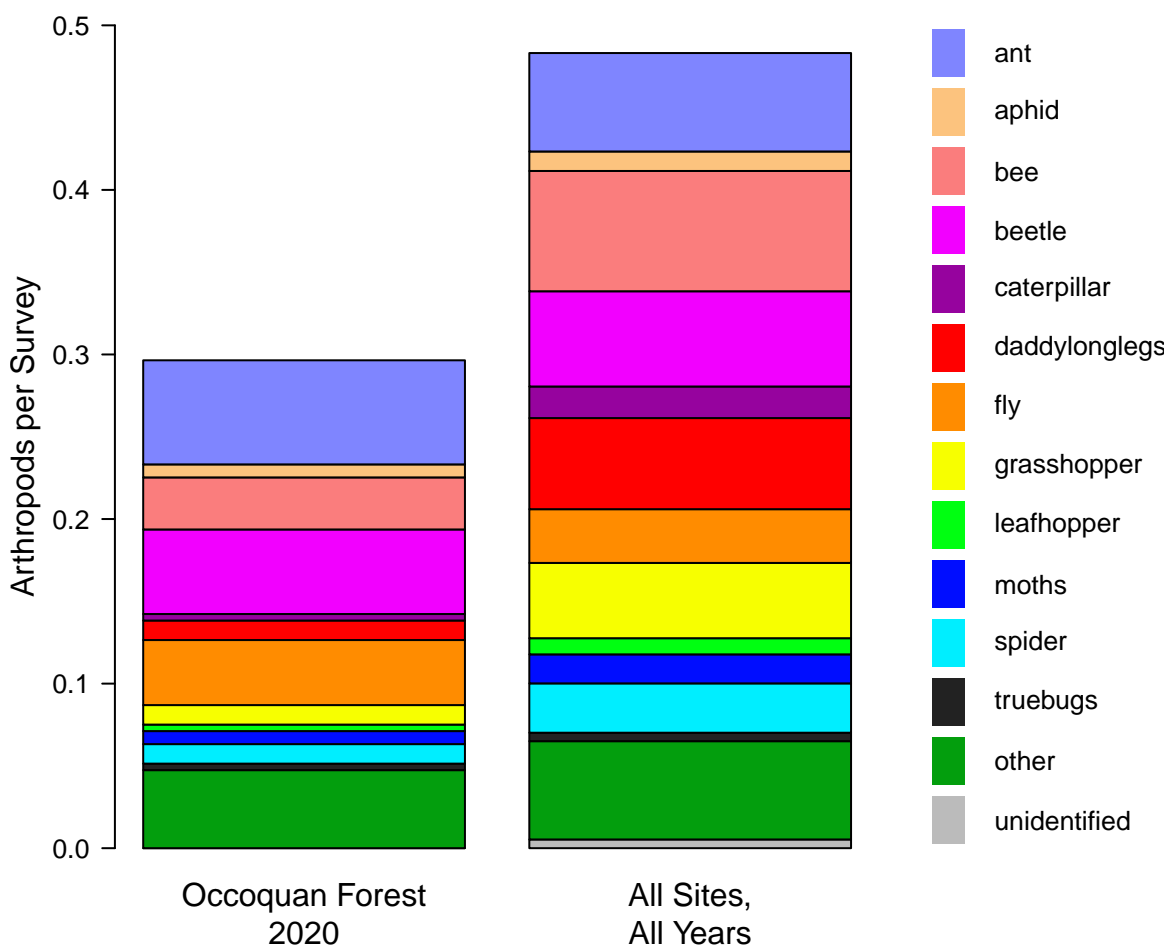 0.5
0.4
0.3
0.2
0.1
0.0
Arthropods per Survey
Occoquan Forest
2020
All Sites,
All Years
ant
aphid
bee
beetle
caterpillar
daddylonglegs
fly
grasshopper
leafhopper
moths
spider
truebugs
other
unidentified